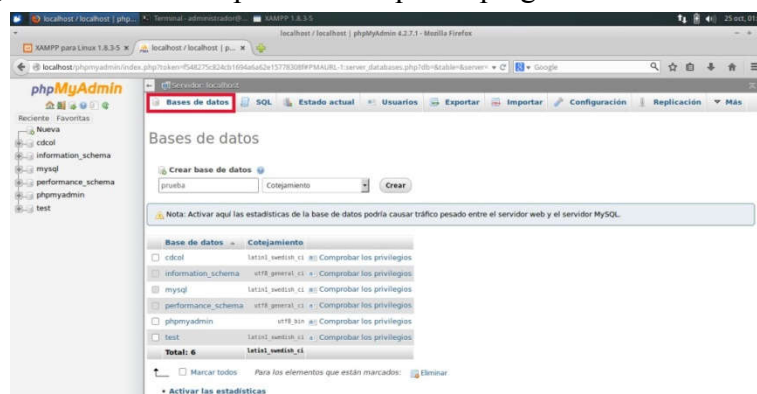 localhost / localhost | php...
Terminal - administrador@...
XAMPP 1.8.3-5
25 oct, 01
localhost / localhost | phpMyAdmin 4.2.7.1 - Mozilla Firefox
XAMPP para Linux 1.8.3-5
localhost / localhost | p...
Google
phpMyAdmin
Reciente Favoritas
Nueva
cdcol
information_schema
mysql
performance_schema
phpmyadmin
test
Servidor: localhost
Bases de datos
SQL
Estado actual
Usuarios
Exportar
Importar
Configuración
Replicación
Más
Bases de datos
Crear base de datos
prueba
Cotejamiento
Crear
Nota: Activar aquí las estadísticas de la base de datos podría causar tráfico pesado entre el servidor web y el servidor MySQL.
Base de datos Cotejamiento
cdcol latin1_swedish_ci Comprobar los privilegios
information_schema utf8_general_ci Comprobar los privilegios
mysql latin1_swedish_ci Comprobar los privilegios
performance_schema utf8_general_ci Comprobar los privilegios
phpmyadmin utf8_bin Comprobar los privilegios
test latin1_swedish_ci Comprobar los privilegios
Total: 6 latin1_swedish_ci
Marcar todos Para los elementos que están marcados: Eliminar
Activar las estadísticas